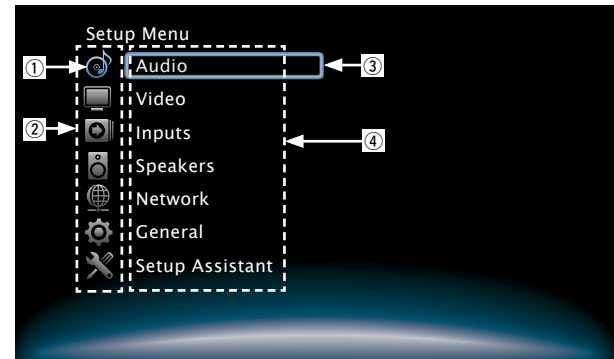 Setup Menu
① Audio ③
Video
② Inputs ④
Speakers
Network
General
Setup Assistant